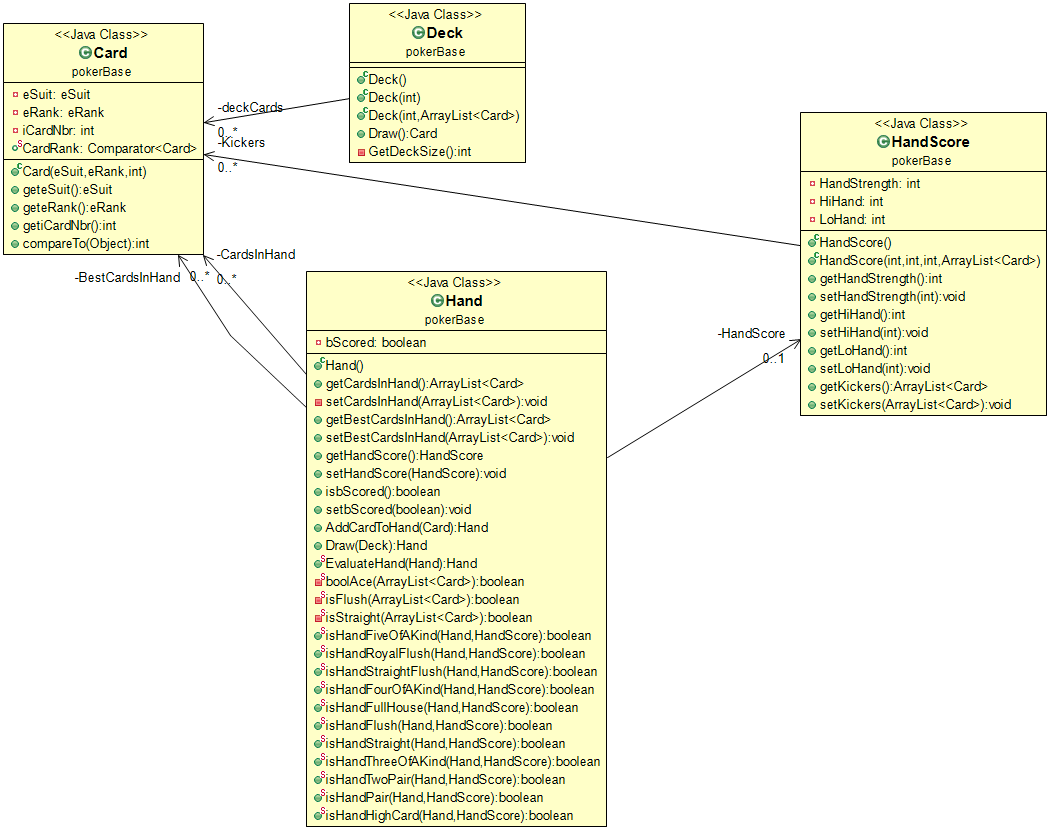 <<Java Class>>
Card
pokerBase
eSuit: eSuit
eRank: eRank
iCardNbr: int
CardRank: Comparator<Card>
Card(eSuit,eRank,int)
geteSuit():eSuit
geteRank():eRank
getiCardNbr():int
compareTo(Object):int
<<Java Class>>
Deck
pokerBase
Deck()
Deck(int)
Deck(int,ArrayList<Card>)
Draw():Card
GetDeckSize():int
-deckCards
0..*
-Kickers
0..*
<<Java Class>>
HandScore
pokerBase
HandStrength: int
HiHand: int
LoHand: int
HandScore()
HandScore(int,int,int,ArrayList<Card>)
getHandStrength():int
setHandStrength(int):void
getHiHand():int
setHiHand(int):void
getLoHand():int
setLoHand(int):void
getKickers():ArrayList<Card>
setKickers(ArrayList<Card>):void
-CardsInHand
0..*
-BestCardsInHand
0..*
<<Java Class>>
Hand
pokerBase
bScored: boolean
Hand()
getCardsInHand():ArrayList<Card>
setCardsInHand(ArrayList<Card>):void
getBestCardsInHand():ArrayList<Card>
setBestCardsInHand(ArrayList<Card>):void
getHandScore():HandScore
setHandScore(HandScore):void
isbScored():boolean
setbScored(boolean):void
AddCardToHand(Card):Hand
Draw(Deck):Hand
EvaluateHand(Hand):Hand
boolAce(ArrayList<Card>):boolean
isFlush(ArrayList<Card>):boolean
isStraight(ArrayList<Card>):boolean
isHandFiveOfAKind(Hand,HandScore):boolean
isHandRoyalFlush(Hand,HandScore):boolean
isHandStraightFlush(Hand,HandScore):boolean
isHandFourOfAKind(Hand,HandScore):boolean
isHandFullHouse(Hand,HandScore):boolean
isHandFlush(Hand,HandScore):boolean
isHandStraight(Hand,HandScore):boolean
isHandThreeOfAKind(Hand,HandScore):boolean
isHandTwoPair(Hand,HandScore):boolean
isHandPair(Hand,HandScore):boolean
isHandHighCard(Hand,HandScore):boolean
-HandScore
0..1